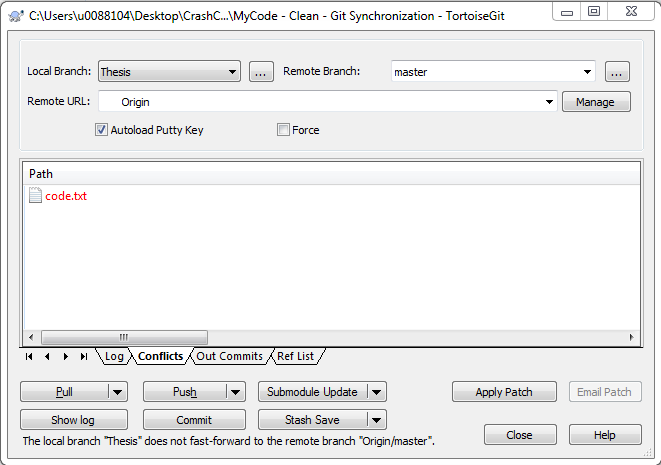 C:\Users\u0088104\Desktop\CrashC...\MyCode - Clean - Git Synchronization - TortoiseGit
Local Branch: Thesis ... Remote Branch: master ...
Remote URL: Origin Manage
Autoload Putty Key Force
Path
code.txt
Log Conflicts Out Commits Ref List
Pull Push Submodule Update Apply Patch Email Patch
Show log Commit Stash Save
The local branch "Thesis" does not fast-forward to the remote branch "Origin/master". Close Help